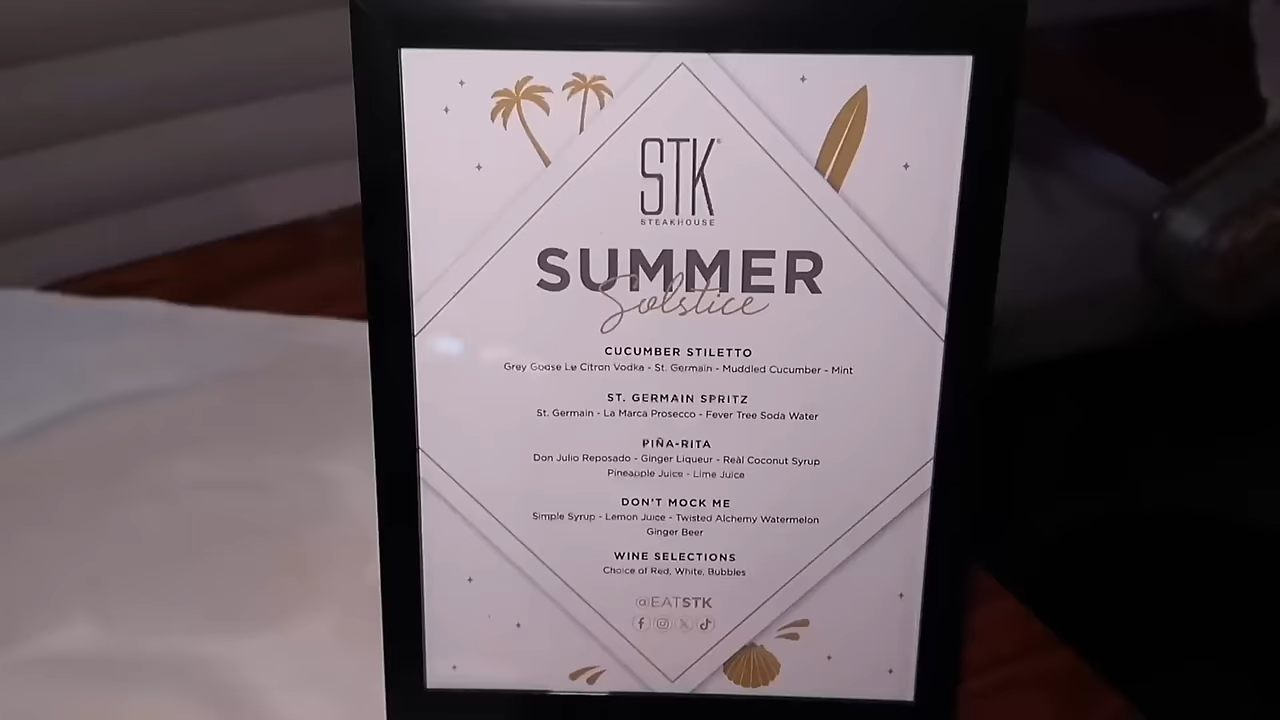 STK
STEAKHOUSE
SUMMER
Solstice
CUCUMBER STILETTO
Grey Goose Le Citron Vodka - St. Germain - Muddled Cucumber - Mint
ST. GERMAIN SPRITZ
St. Germain - La Marca Prosecco - Fever Tree Soda Water
PIÑA-RITA
Don Julio Reposado - Ginger Liqueur - Reàl Coconut Syrup
Pineapple Juice - Lime Juice
DON'T MOCK ME
Simple Syrup - Lemon Juice - Twisted Alchemy Watermelon
Ginger Beer
WINE SELECTIONS
Choice of Red, White, Bubbles
@EATSTK